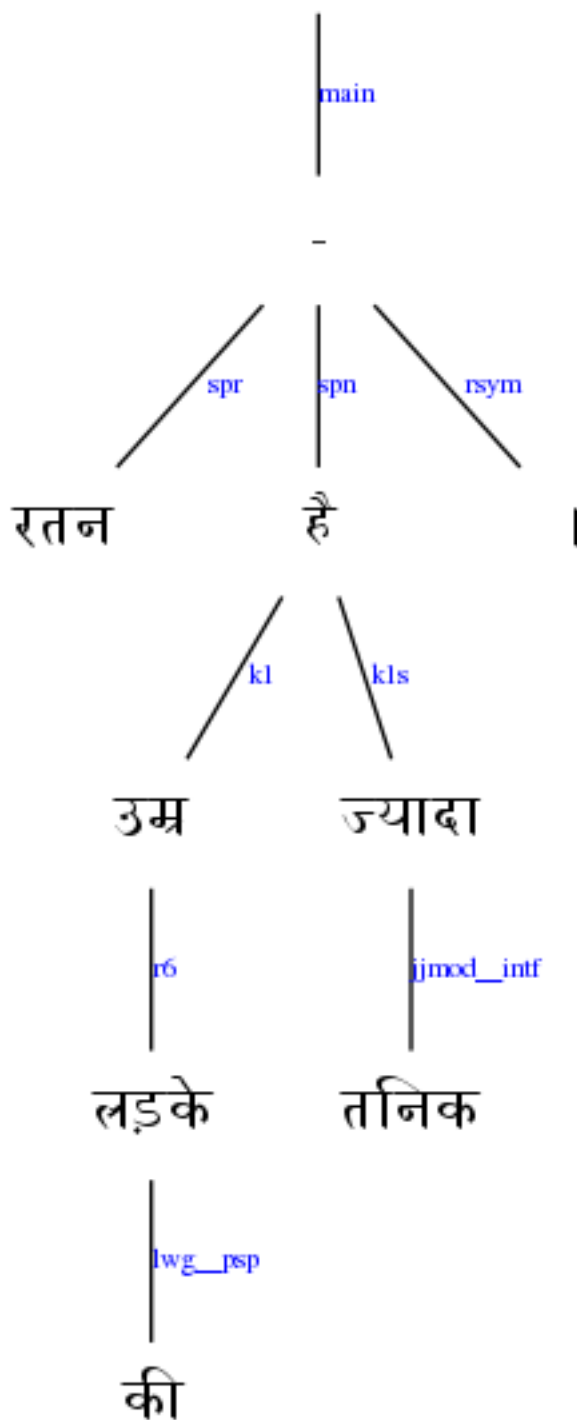 main
-
spr spn rsym
रतन है ।
k1 k1s
उम्र ज्यादा
r6 jjmod__intf
लड़के तनिक
lwg__psp
की